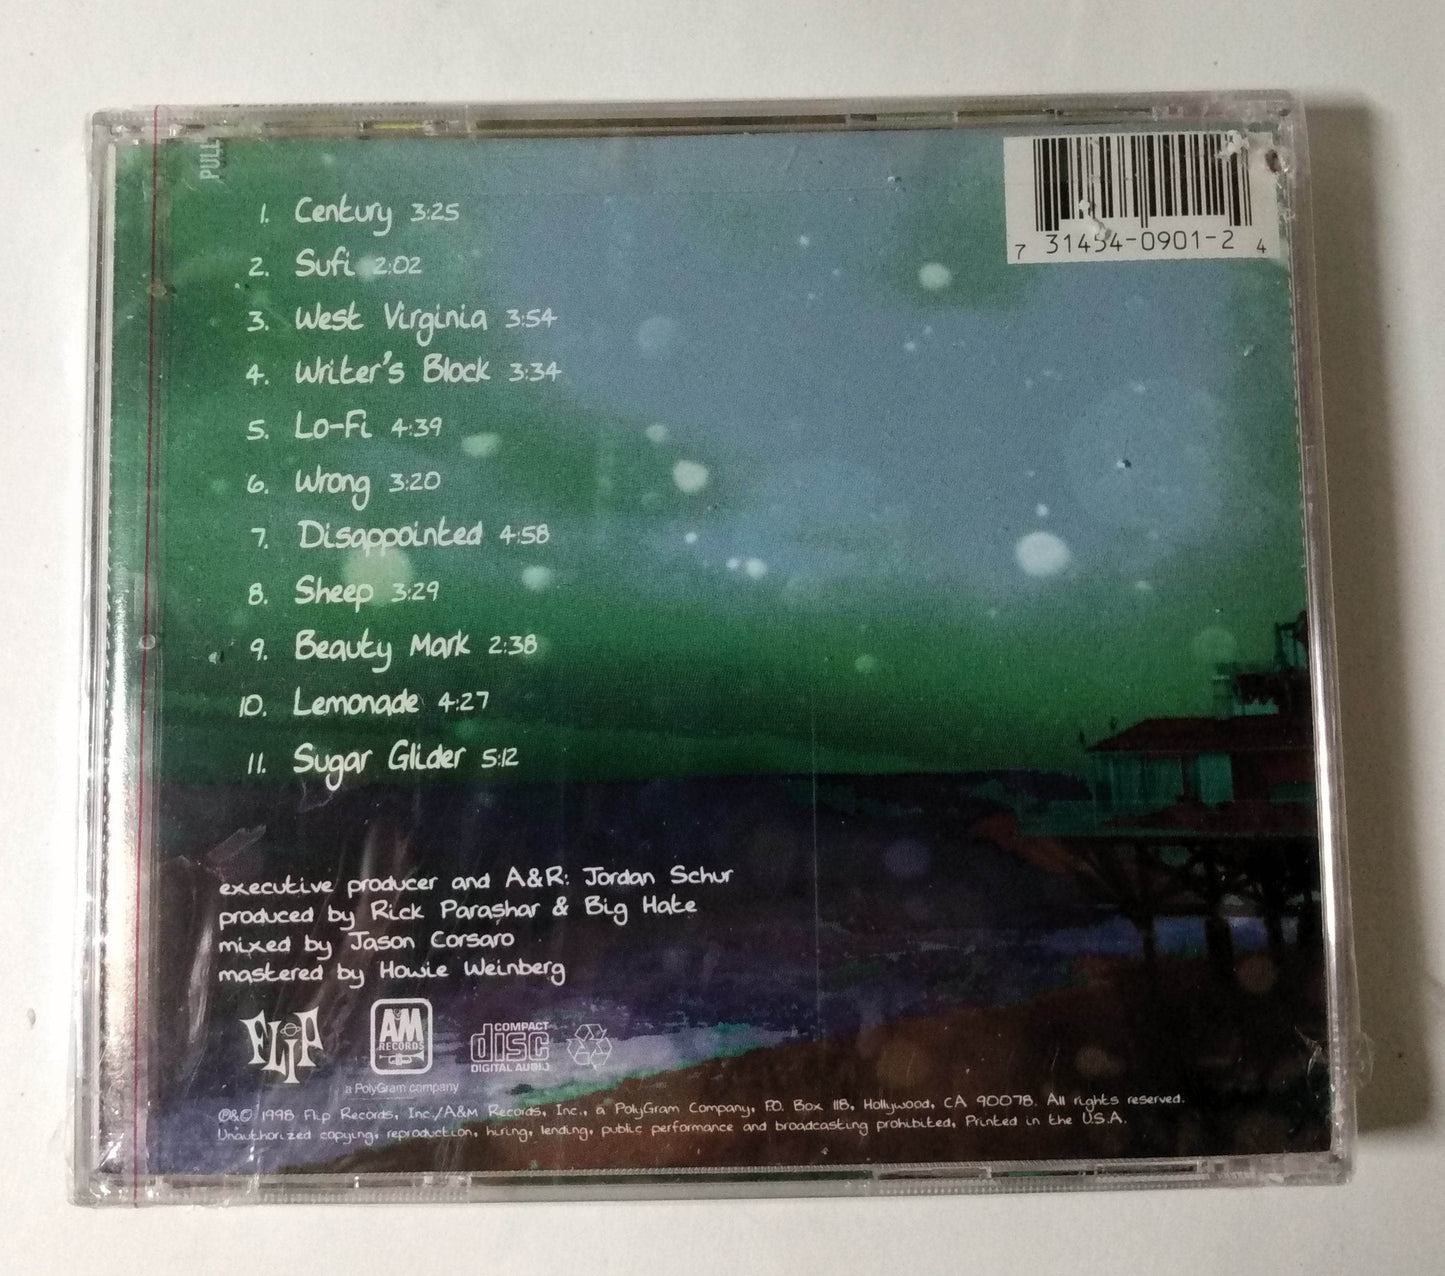 PULL
7 31454-0901-2 4
1. Century 3:25
2. Sufi 2:02
3. West Virginia 3:54
4. Writer's Block 3:34
5. Lo-Fi 4:39
6. Wrong 3:20
7. Disappointed 4:58
8. Sheep 3:29
9. Beauty Mark 2:38
10. Lemonade 4:27
11. Sugar Glider 5:12
executive producer and A&R: Jordan Schur
produced by Rick Parashar & Big Hate
mixed by Jason Corsaro
mastered by Howie Weinberg
FLiP
AM
RECORDS
COMPACT
disc
DIGITAL AUDIO
a PolyGram company
℗&© 1998 Flip Records, Inc./A&M Records, Inc., a PolyGram Company, P.O. Box 118, Hollywood, CA 90078. All rights reserved.
Unauthorized copying, reproduction, hiring, lending, public performance and broadcasting prohibited, Printed in the U.S.A.